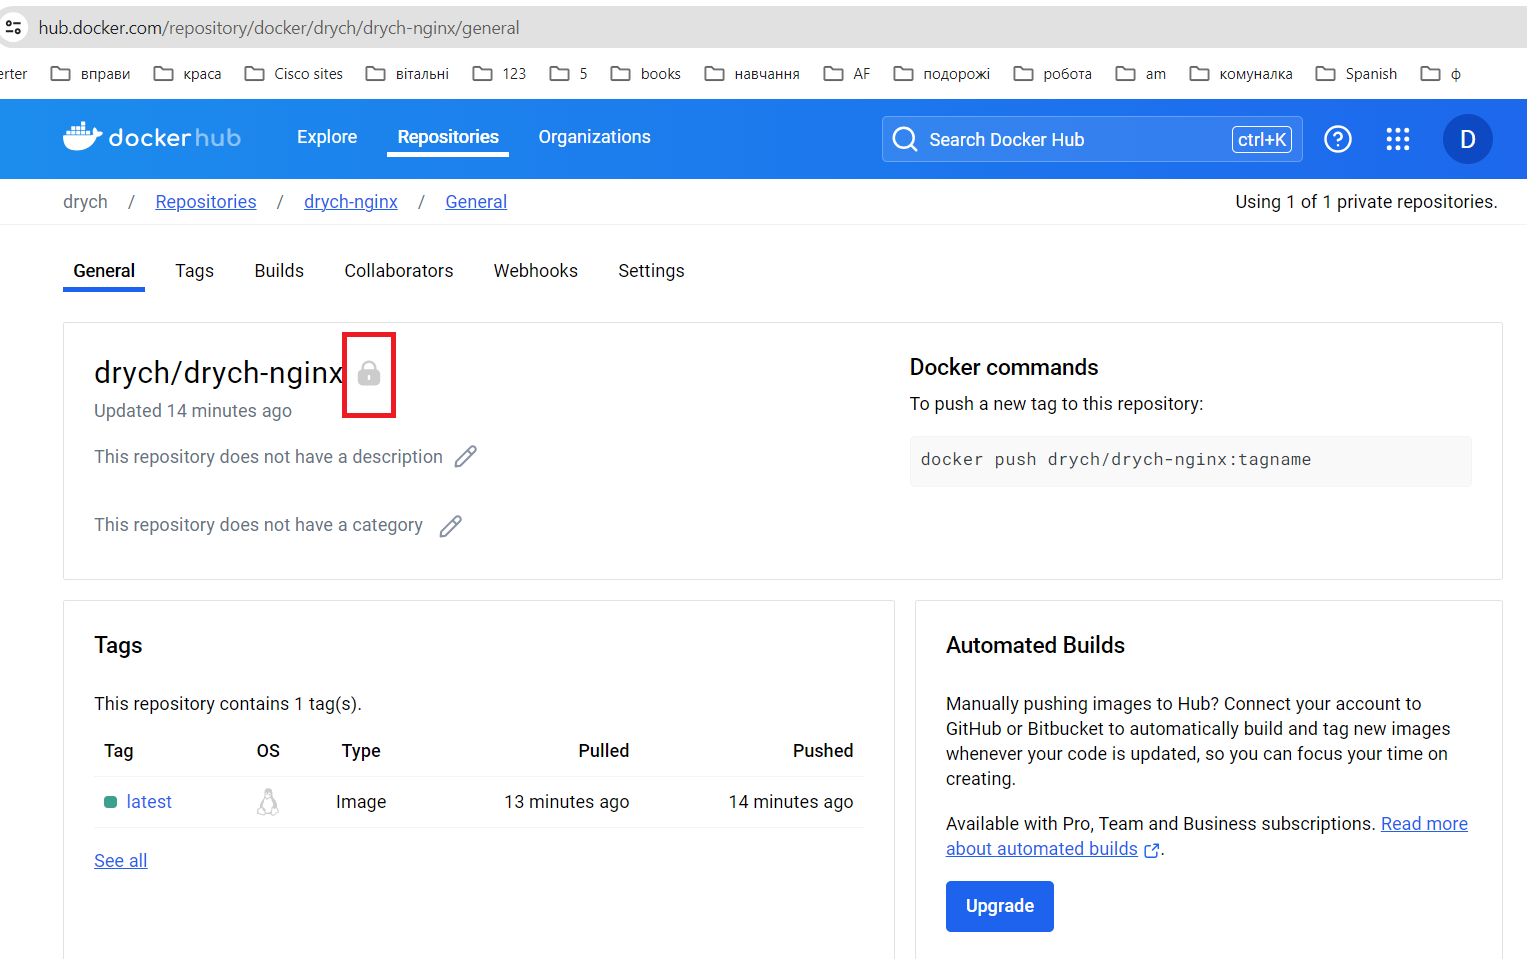 hub.docker.com/repository/docker/drych/drych-nginx/general
erter вправи краса Cisco sites вітальні 123 5 books навчання AF подорожі робота am комуналка Spanish ф
docker hub Explore Repositories Organizations Search Docker Hub ctrl+K ? D
drych / Repositories / drych-nginx / General Using 1 of 1 private repositories.
General Tags Builds Collaborators Webhooks Settings
drych/drych-nginx
Updated 14 minutes ago
This repository does not have a description
This repository does not have a category
Docker commands
To push a new tag to this repository:
docker push drych/drych-nginx:tagname
Tags
This repository contains 1 tag(s).
Tag OS Type Pulled Pushed
latest Image 13 minutes ago 14 minutes ago
See all
Automated Builds
Manually pushing images to Hub? Connect your account to
GitHub or Bitbucket to automatically build and tag new images
whenever your code is updated, so you can focus your time on
creating.
Available with Pro, Team and Business subscriptions. Read more
about automated builds .
Upgrade